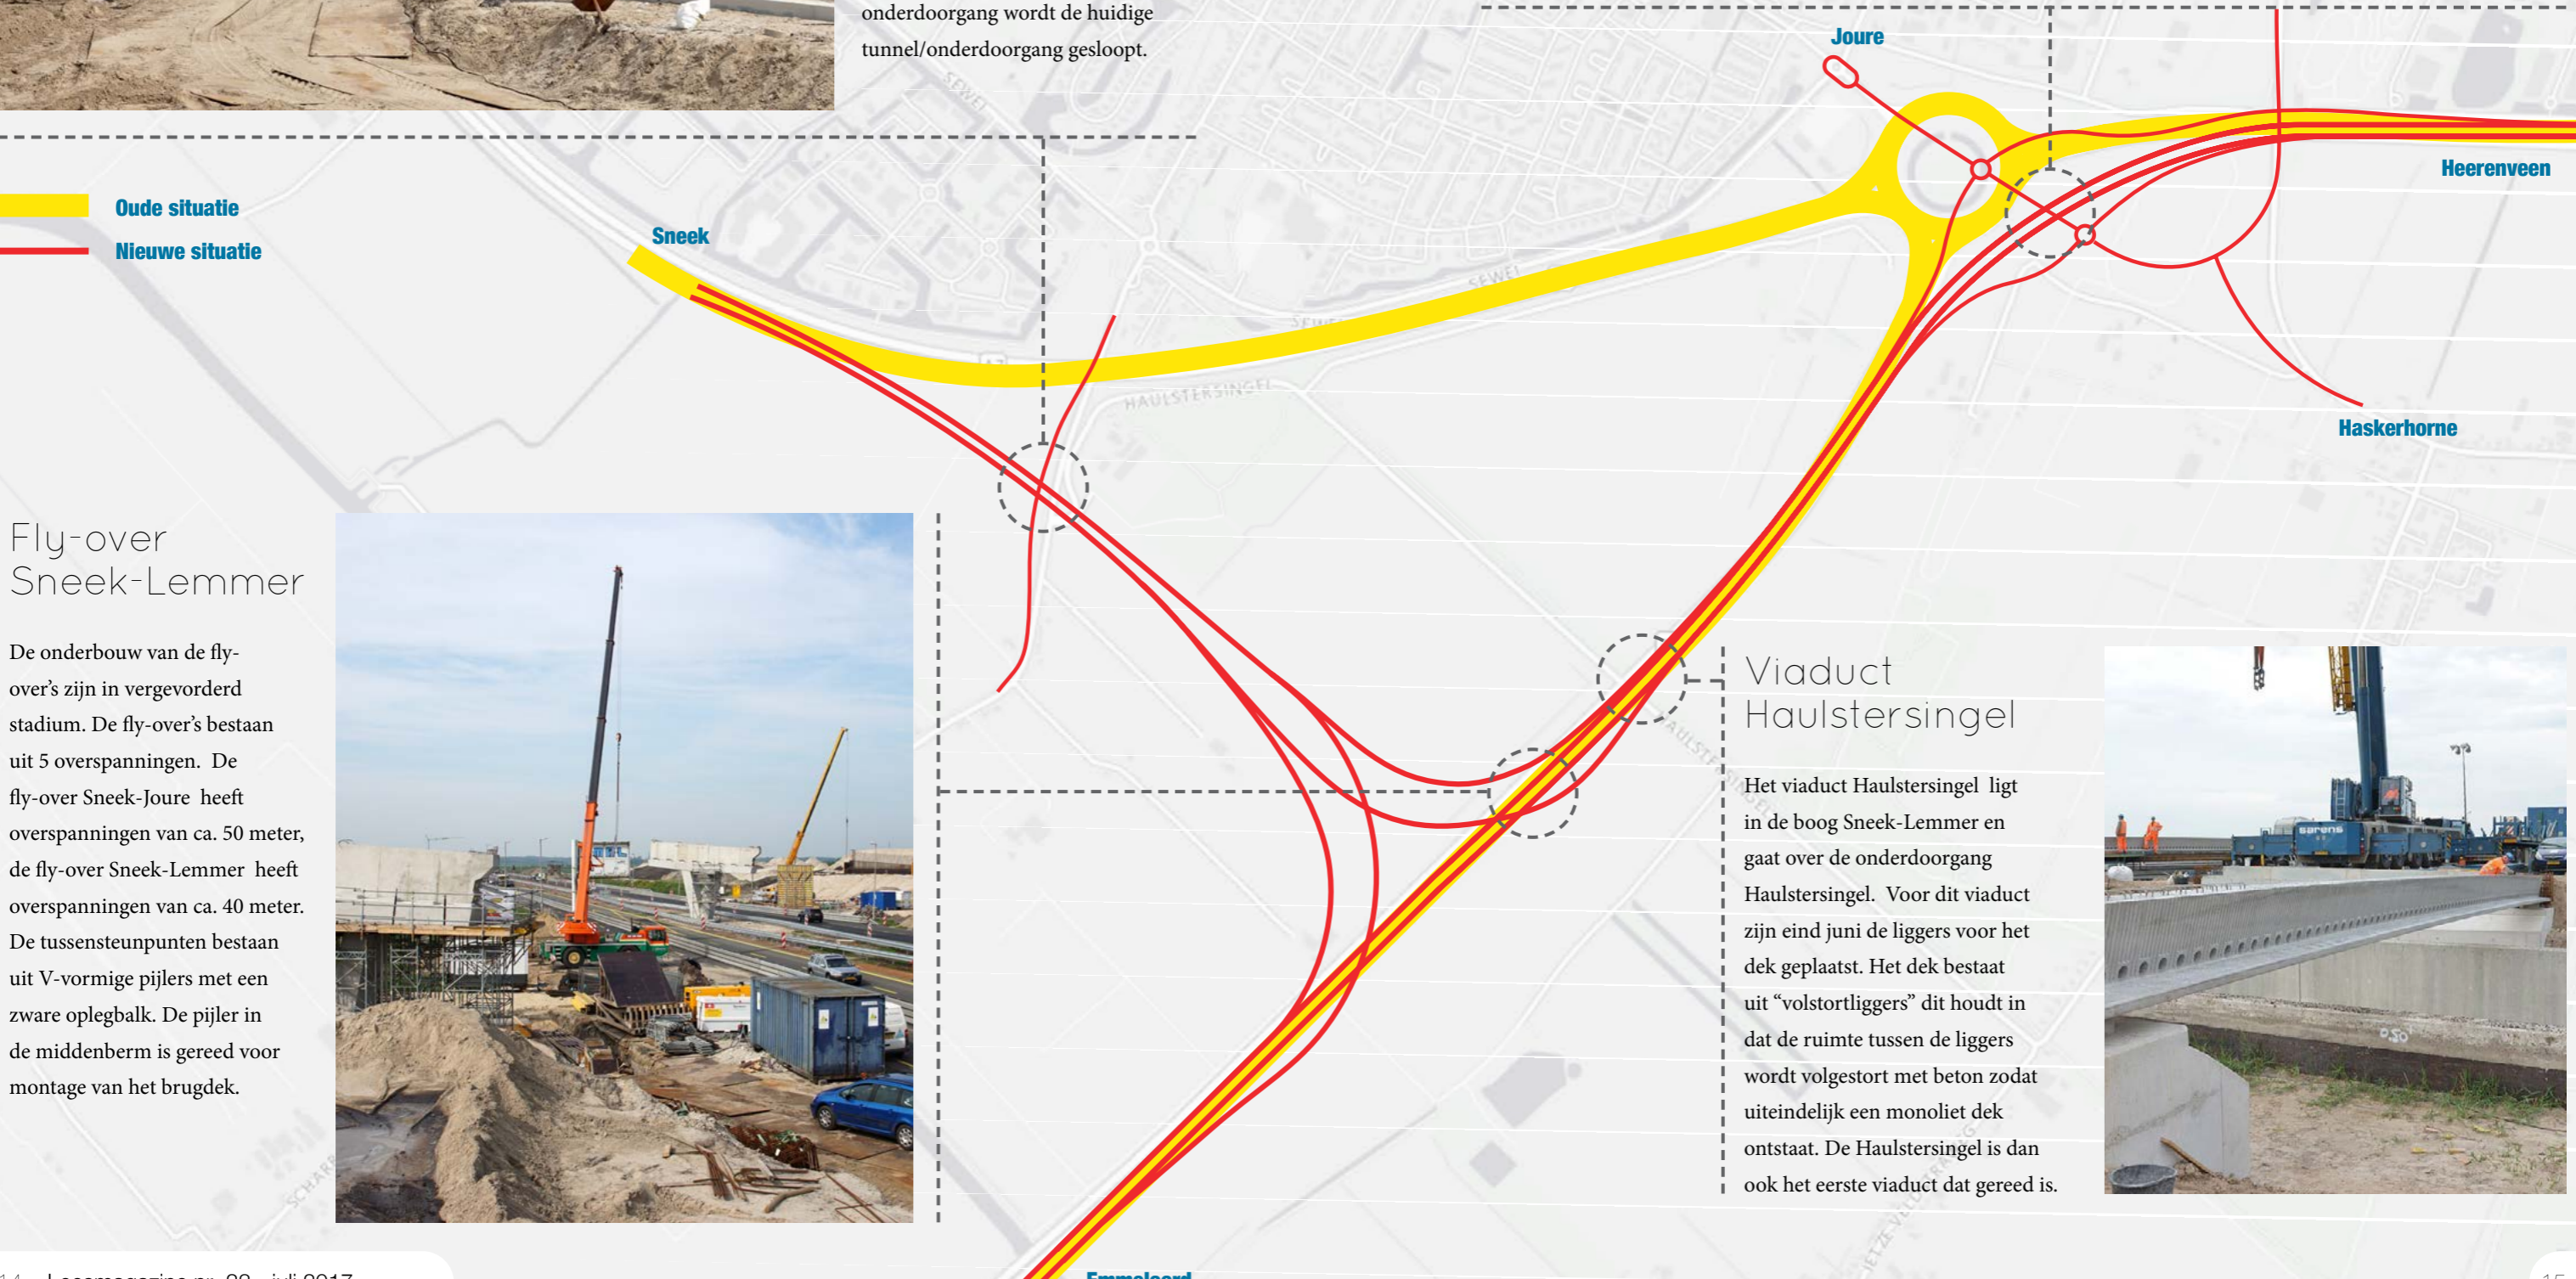 onderdoorgang wordt de huidige
tunnel/onderdoorgang gesloopt.
Joure
Heerenveen
Oude situatie
Nieuwe situatie
Sneek
SEWEI
SEWEI
HAULSTERSINGEL
Haskerhorne
Fly-over
Sneek-Lemmer
De onderbouw van de fly-
over's zijn in vergevorderd
stadium. De fly-over's bestaan
uit 5 overspanningen. De
fly-over Sneek-Joure heeft
overspanningen van ca. 50 meter,
de fly-over Sneek-Lemmer heeft
overspanningen van ca. 40 meter.
De tussensteunpunten bestaan
uit V-vormige pijlers met een
zware oplegbalk. De pijler in
de middenberm is gereed voor
montage van het brugdek.
Viaduct
Haulstersingel
Het viaduct Haulstersingel ligt
in de boog Sneek-Lemmer en
gaat over de onderdoorgang
Haulstersingel. Voor dit viaduct
zijn eind juni de liggers voor het
dek geplaatst. Het dek bestaat
uit “volstortliggers” dit houdt in
dat de ruimte tussen de liggers
wordt volgestort met beton zodat
uiteindelijk een monoliet dek
ontstaat. De Haulstersingel is dan
ook het eerste viaduct dat gereed is.
sarens
Emmeloord